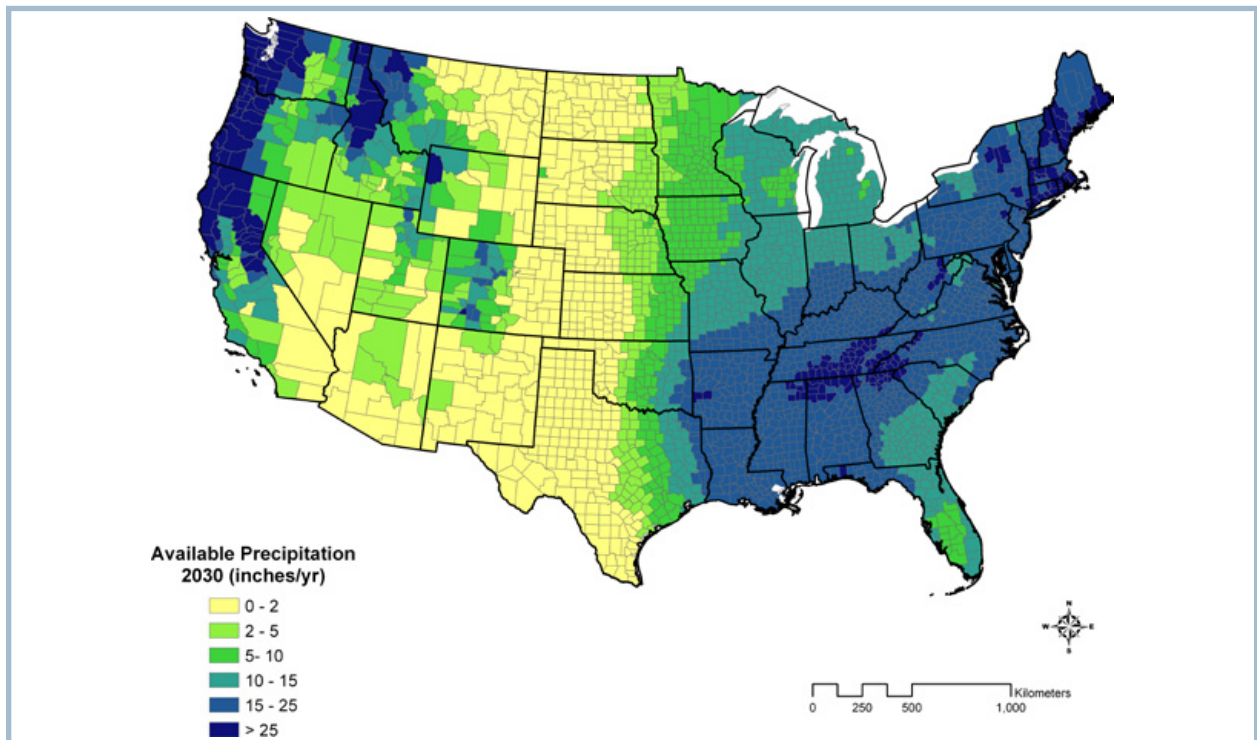 Available Precipitation
2030 (inches/yr)
0 - 2
2 - 5
5- 10
10 - 15
15 - 25
> 25
N
W E
S
Kilometers
0 250 500 1,000